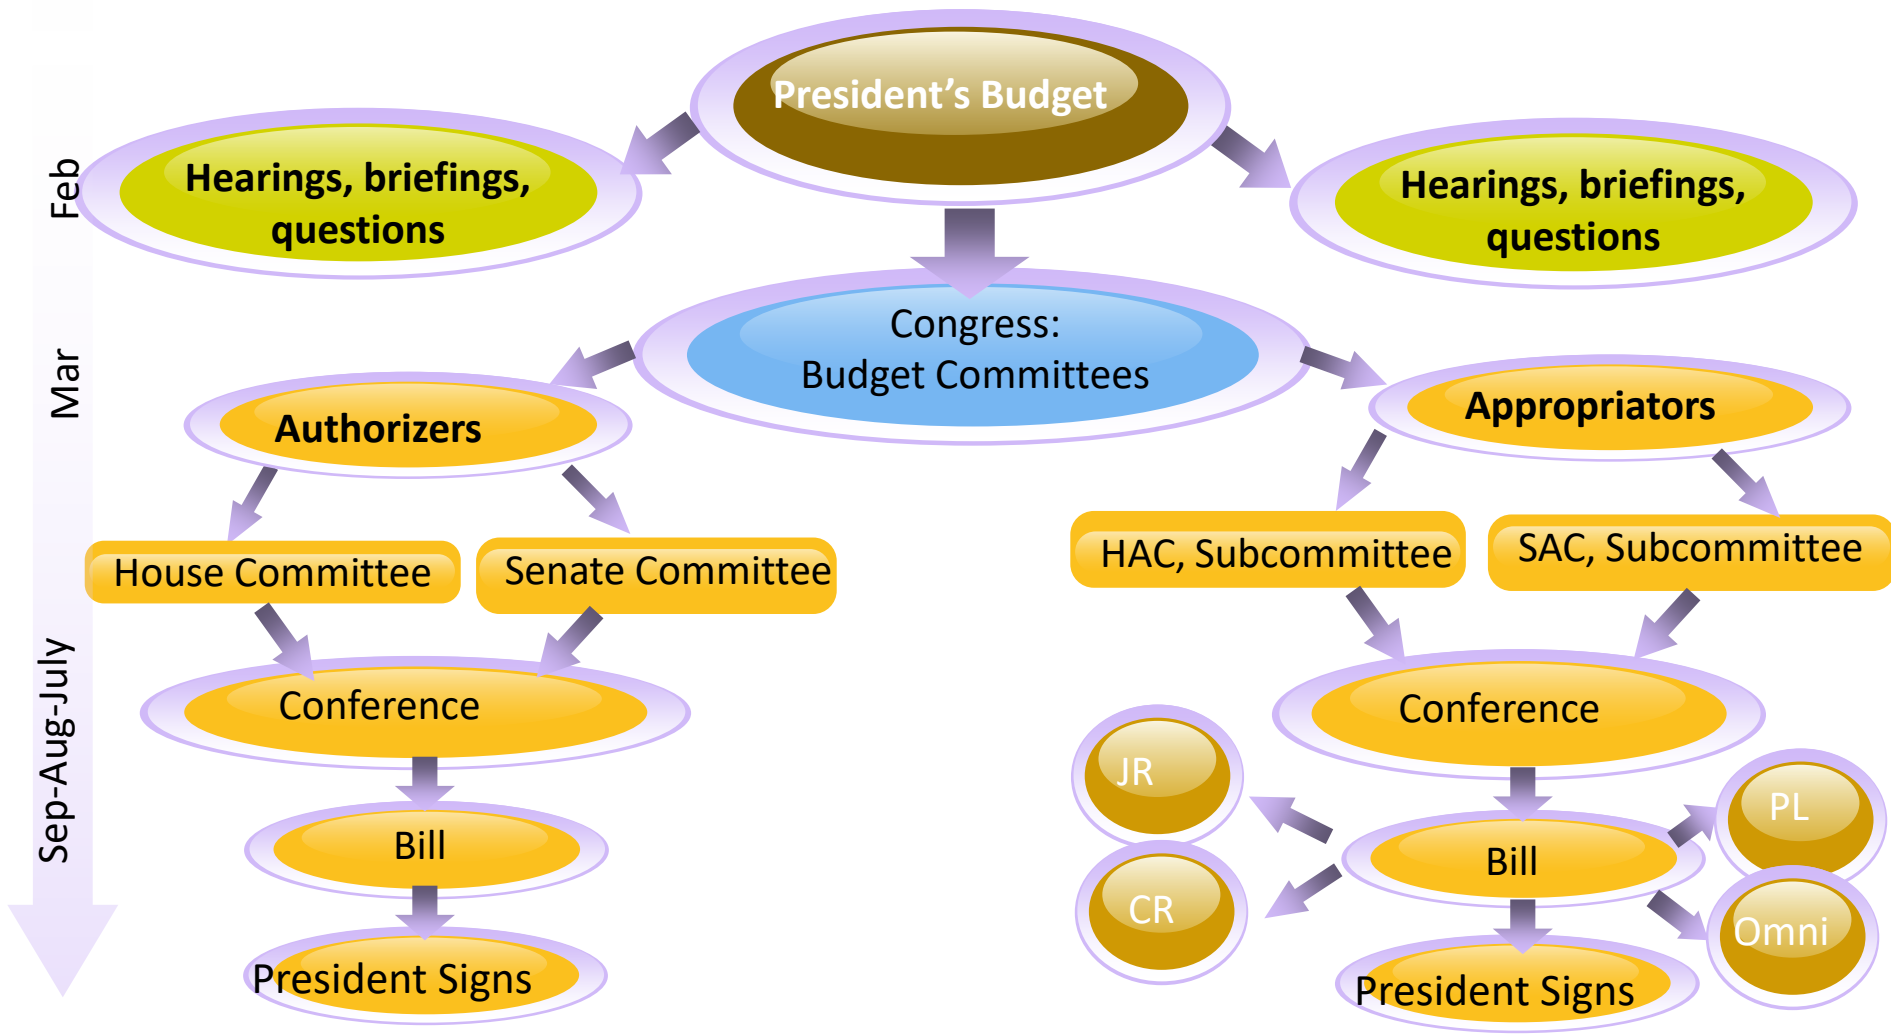 President’s Budget
Feb
Hearings, briefings,
questions
Hearings, briefings,
questions
Mar
Congress:
Budget Committees
Authorizers
Appropriators
House Committee
Senate Committee
HAC, Subcommittee
SAC, Subcommittee
Sep-Aug-July
Conference
Conference
JR
PL
Bill
Bill
CR
Omni
President Signs
President Signs